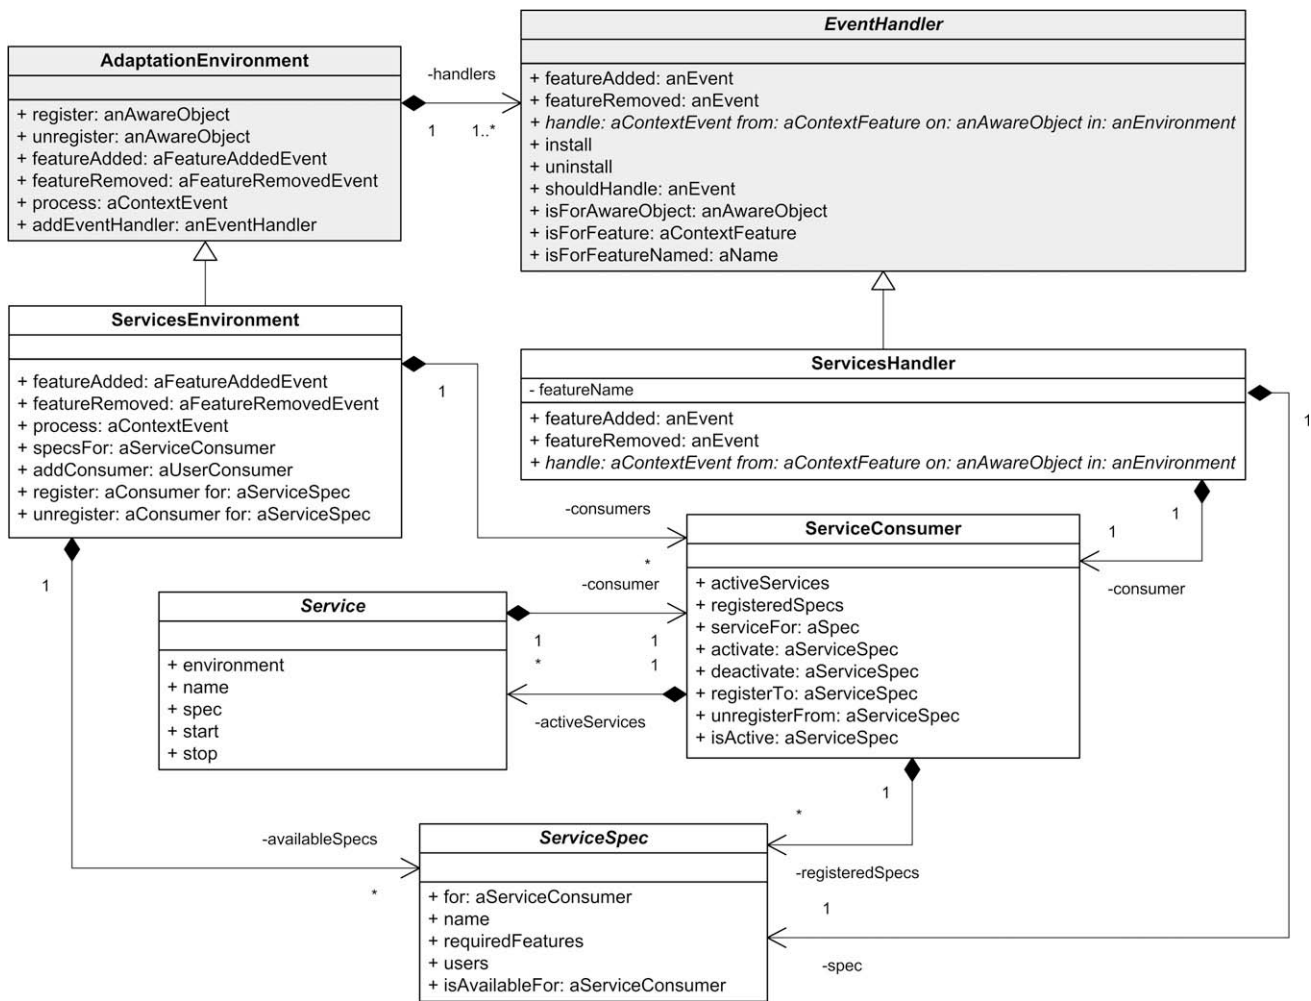 EventHandler
+ featureAdded: anEvent
+ featureRemoved: anEvent
+ handle: aContextEvent from: aContextFeature on: anAwareObject in: anEnvironment
+ install
+ uninstall
+ shouldHandle: anEvent
+ isForAwareObject: anAwareObject
+ isForFeature: aContextFeature
+ isForFeatureNamed: aName
AdaptationEnvironment
+ register: anAwareObject
+ unregister: anAwareObject
+ featureAdded: aFeatureAddedEvent
+ featureRemoved: aFeatureRemovedEvent
+ process: aContextEvent
+ addEventHandler: anEventHandler
-handlers
1
1..*
ServicesEnvironment
+ featureAdded: aFeatureAddedEvent
+ featureRemoved: aFeatureRemovedEvent
+ process: aContextEvent
+ specsFor: aServiceConsumer
+ addConsumer: aUserConsumer
+ register: aConsumer for: aServiceSpec
+ unregister: aConsumer for: aServiceSpec
1
1
ServicesHandler
- featureName
+ featureAdded: anEvent
+ featureRemoved: anEvent
+ handle: aContextEvent from: aContextFeature on: anAwareObject in: anEnvironment
1
1
1
-consumer
-consumers
*
ServiceConsumer
+ activeServices
+ registeredSpecs
+ serviceFor: aSpec
+ activate: aServiceSpec
+ deactivate: aServiceSpec
+ registerTo: aServiceSpec
+ unregisterFrom: aServiceSpec
+ isActive: aServiceSpec
-consumer
1
1
*
1
-activeServices
Service
+ environment
+ name
+ spec
+ start
+ stop
1
*
-registeredSpecs
1
-spec
-availableSpecs
*
ServiceSpec
+ for: aServiceConsumer
+ name
+ requiredFeatures
+ users
+ isAvailableFor: aServiceConsumer